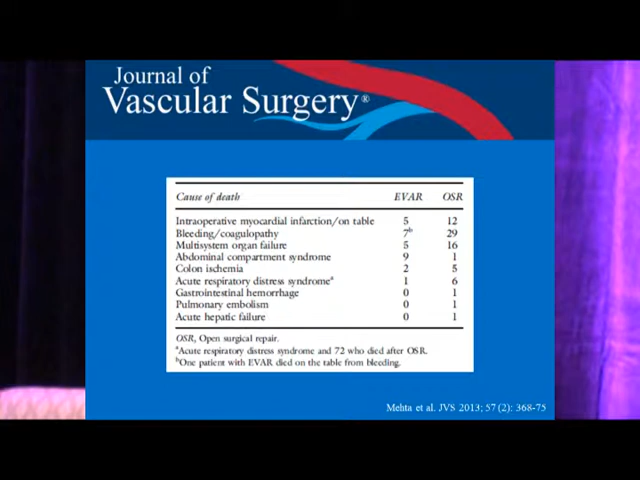 Journal of
Vascular Surgery®
Cause of death EVAR OSR
Intraoperative myocardial infarction/on table 5 12
Bleeding/coagulopathy 7b 29
Multisystem organ failure 5 16
Abdominal compartment syndrome 9 1
Colon ischemia 2 5
Acute respiratory distress syndromea 1 6
Gastrointestinal hemorrhage 0 1
Pulmonary embolism 0 1
Acute hepatic failure 0 1
OSR, Open surgical repair.
aAcute respiratory distress syndrome and 72 who died after OSR.
bOne patient with EVAR died on the table from bleeding.
Mehta et al. JVS 2013; 57 (2): 368-75